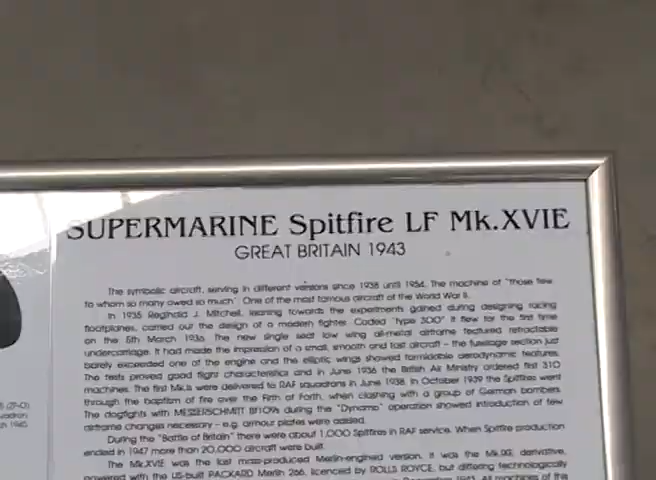 SUPERMARINE Spitfire LF Mk.XVIE
GREAT BRITAIN 1943
The symbolic aircraft, serving in different versions since 1938 until 1954. The machine of "those few
to whom so many owed so much". One of the most famous aircraft of the World War II.
In 1935 Reginald J. Mitchell, leaning towards the experiments gained during designing racing
floatplanes, carried out the design of a modern fighter. Coded "Type 300" it flew for the first time
on the 5th March 1936. The new single seat low wing all-metal airframe featured retractable
undercarriage. It had made the impression of a small, smooth and fast aircraft – the fuselage section just
barely exceeded one of the engine and the elliptic wings showed formidable aerodynamic features.
The tests proved good flight characteristics and in June 1936 the British Air Ministry ordered first 310
machines. The first Mk.Is were delivered to RAF squadrons in June 1938. In October 1939 the Spitfires went
through the baptism of fire over the Firth of Forth, when clashing with a group of German bombers.
The dogfights with MESSERSCHMITT Bf109s during the "Dynamo" operation showed introduction of few
airframe changes necessary – e.g. armour plates were added.
During the "Battle of Britain" there were about 1,000 Spitfires in RAF service. When Spitfire production
ended in 1947 more than 20,000 aircraft were built.
The Mk.XVIE was the last mass-produced Merlin-engined version. It was the Mk.IXE derivative,
powered with the US-built PACKARD Merlin 266, licenced by ROLLS ROYCE, but differing technologically